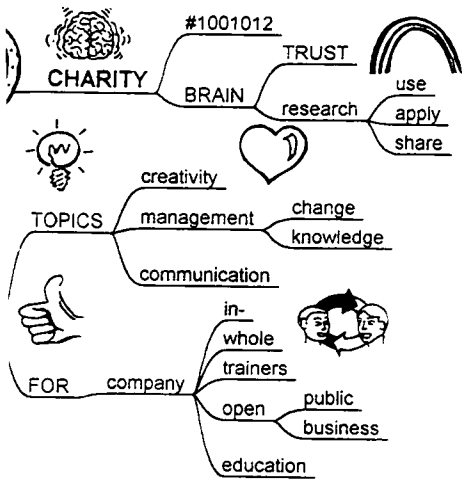 #1001012
CHARITY
TRUST
BRAIN
research
use
apply
share
creativity
TOPICS
management
change
knowledge
communication
in-
whole
trainers
FOR
company
open
public
business
education